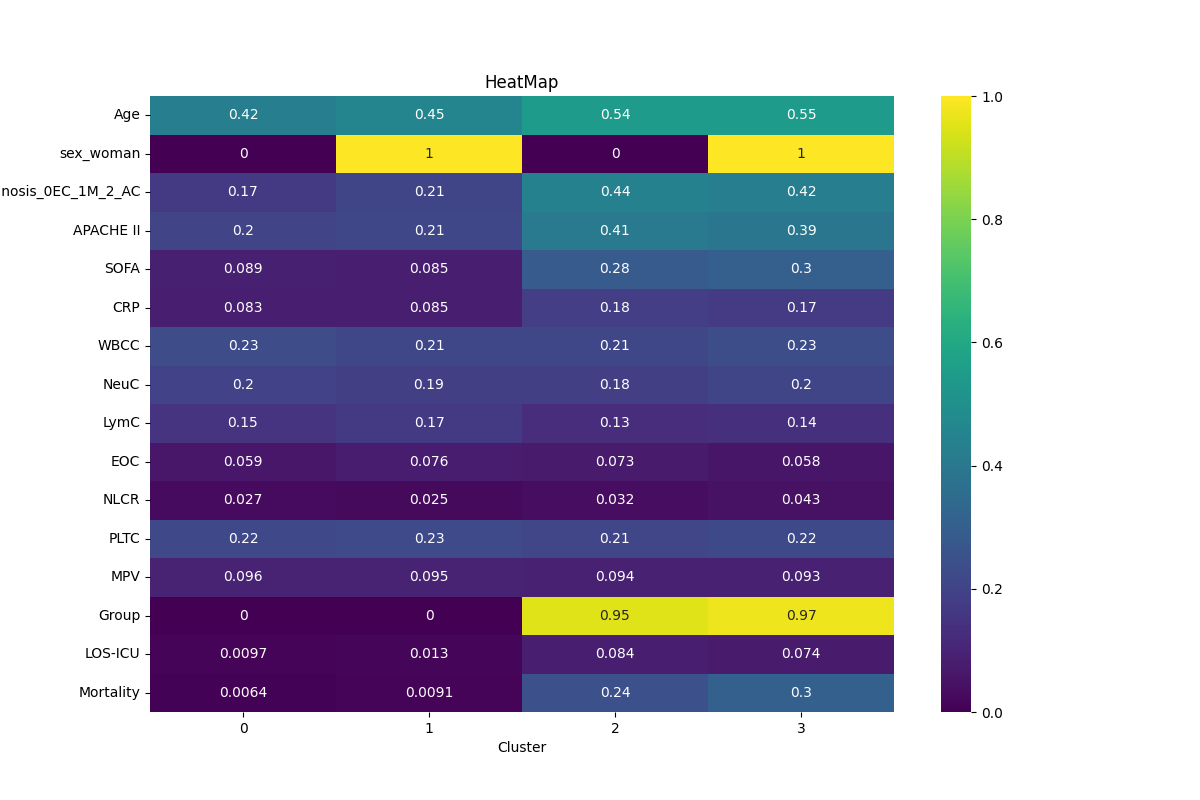 HeatMap
Age 0.42 0.45 0.54 0.55 1.0
sex_woman 0 1 0 1
nosis_0EC_1M_2_AC 0.17 0.21 0.44 0.42 0.8
APACHE II 0.2 0.21 0.41 0.39
SOFA 0.089 0.085 0.28 0.3
CRP 0.083 0.085 0.18 0.17
WBCC 0.23 0.21 0.21 0.23 0.6
NeuC 0.2 0.19 0.18 0.2
LymC 0.15 0.17 0.13 0.14
EOC 0.059 0.076 0.073 0.058 0.4
NLCR 0.027 0.025 0.032 0.043
PLTC 0.22 0.23 0.21 0.22
MPV 0.096 0.095 0.094 0.093 0.2
Group 0 0 0.95 0.97
LOS-ICU 0.0097 0.013 0.084 0.074
Mortality 0.0064 0.0091 0.24 0.3 0.0
0 1 2 3
Cluster